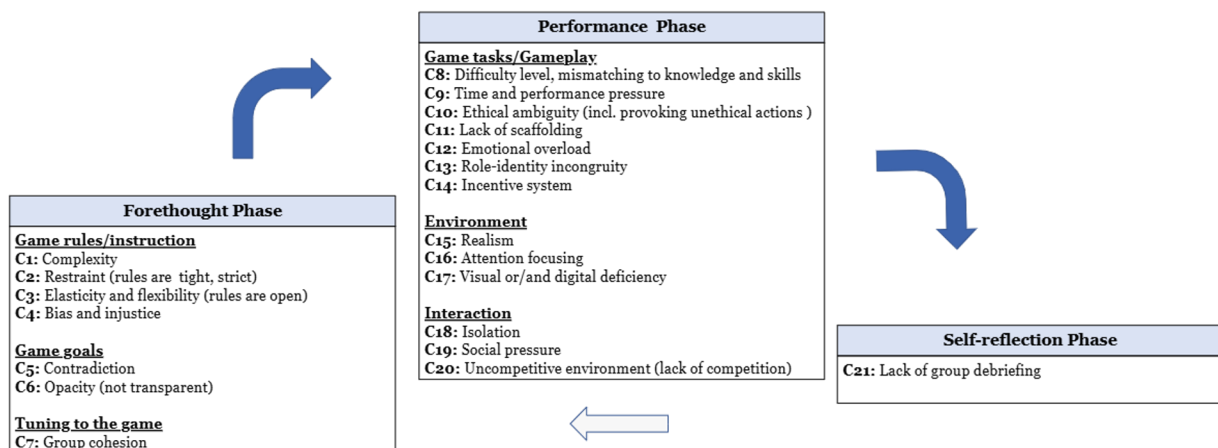 Forethought Phase
Game rules/instruction
C1: Complexity
C2: Restraint (rules are tight, strict)
C3: Elasticity and flexibility (rules are open)
C4: Bias and injustice
Game goals
C5: Contradiction
C6: Opacity (not transparent)
Tuning to the game
C7: Group cohesion
Performance Phase
Game tasks/Gameplay
C8: Difficulty level, mismatching to knowledge and skills
C9: Time and performance pressure
C10: Ethical ambiguity (incl. provoking unethical actions )
C11: Lack of scaffolding
C12: Emotional overload
C13: Role-identity incongruity
C14: Incentive system
Environment
C15: Realism
C16: Attention focusing
C17: Visual or/and digital deficiency
Interaction
C18: Isolation
C19: Social pressure
C20: Uncompetitive environment (lack of competition)
Self-reflection Phase
C21: Lack of group debriefing